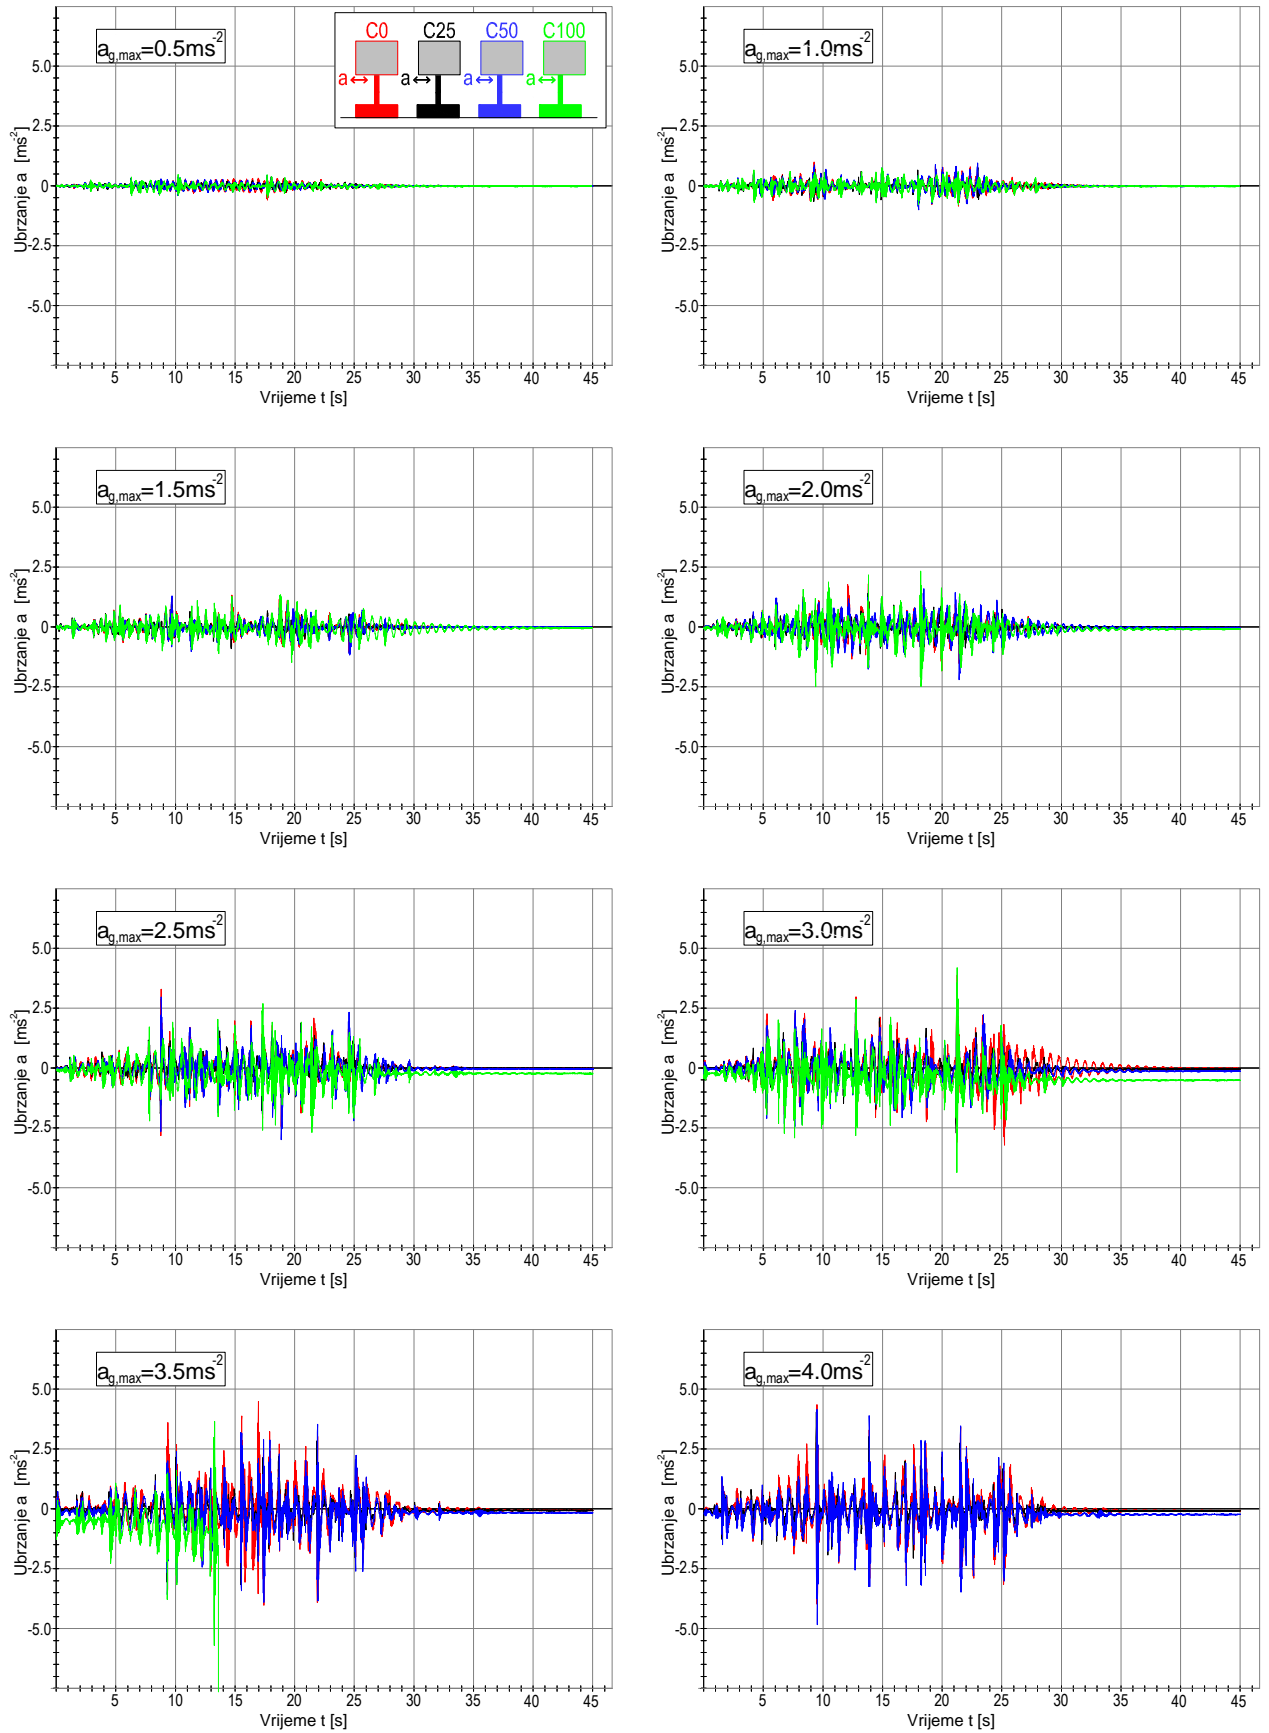 a_g,max=0.5ms^-2
C0 C25 C50 C100
a a a a
Ubrzanje a [ms^-2]
5.0
2.5
0
-2.5
-5.0
5 10 15 20 25 30 35 40 45
Vrijeme t [s]
a_g,max=1.0ms^-2
Ubrzanje a [ms^-2]
5.0
2.5
0
-2.5
-5.0
5 10 15 20 25 30 35 40 45
Vrijeme t [s]
a_g,max=1.5ms^-2
Ubrzanje a [ms^-2]
5.0
2.5
0
-2.5
-5.0
5 10 15 20 25 30 35 40 45
Vrijeme t [s]
a_g,max=2.0ms^-2
Ubrzanje a [ms^-2]
5.0
2.5
0
-2.5
-5.0
5 10 15 20 25 30 35 40 45
Vrijeme t [s]
a_g,max=2.5ms^-2
Ubrzanje a [ms^-2]
5.0
2.5
0
-2.5
-5.0
5 10 15 20 25 30 35 40 45
Vrijeme t [s]
a_g,max=3.0ms^-2
Ubrzanje a [ms^-2]
5.0
2.5
0
-2.5
-5.0
5 10 15 20 25 30 35 40 45
Vrijeme t [s]
a_g,max=3.5ms^-2
Ubrzanje a [ms^-2]
5.0
2.5
0
-2.5
-5.0
5 10 15 20 25 30 35 40 45
Vrijeme t [s]
a_g,max=4.0ms^-2
Ubrzanje a [ms^-2]
5.0
2.5
0
-2.5
-5.0
5 10 15 20 25 30 35 40 45
Vrijeme t [s]